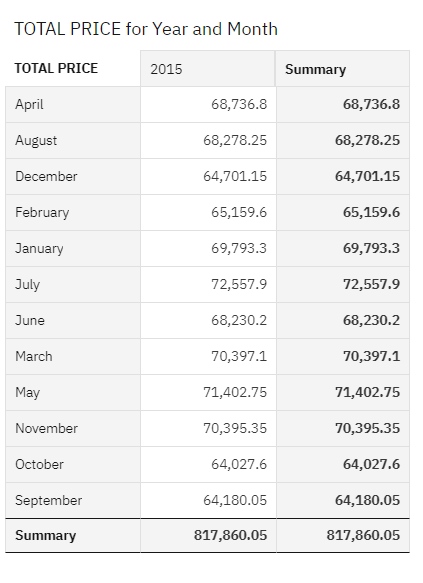 TOTAL PRICE for Year and Month
TOTAL PRICE 2015 Summary
April 68,736.8 68,736.8
August 68,278.25 68,278.25
December 64,701.15 64,701.15
February 65,159.6 65,159.6
January 69,793.3 69,793.3
July 72,557.9 72,557.9
June 68,230.2 68,230.2
March 70,397.1 70,397.1
May 71,402.75 71,402.75
November 70,395.35 70,395.35
October 64,027.6 64,027.6
September 64,180.05 64,180.05
Summary 817,860.05 817,860.05